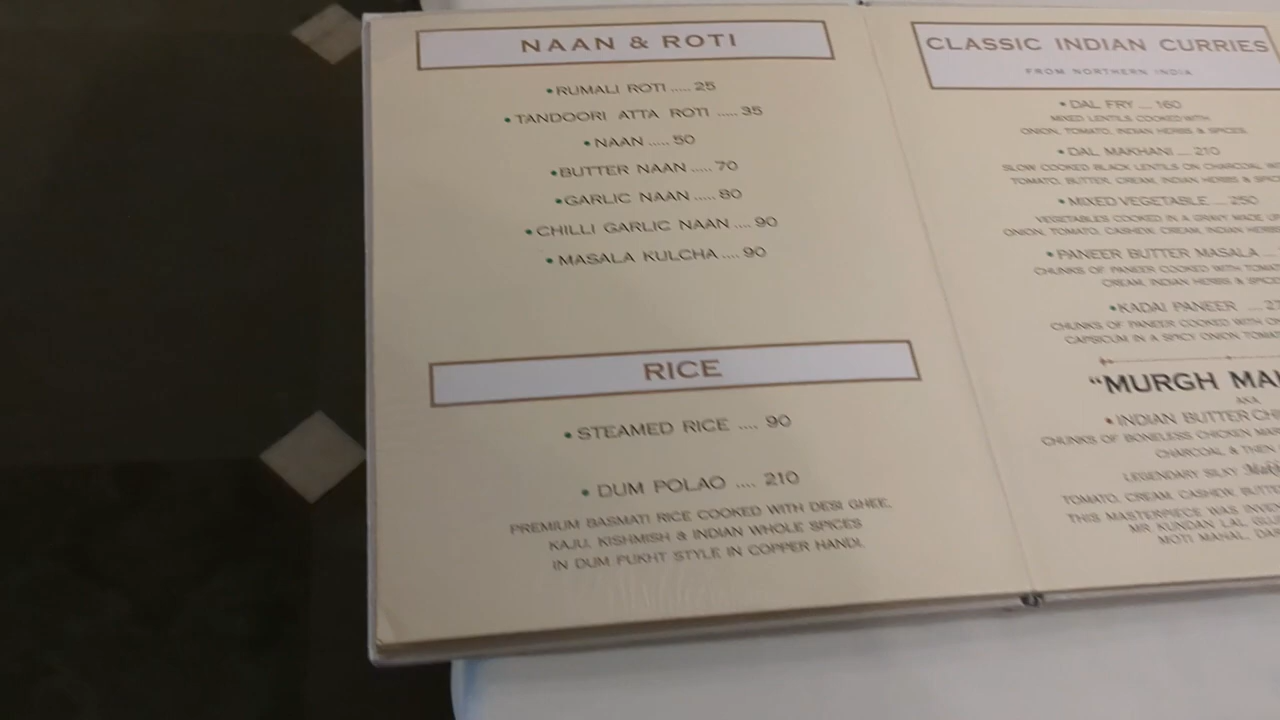 NAAN & ROTI
•RUMALI ROTI ..... 25
•TANDOORI ATTA ROTI ..... 35
•NAAN ..... 50
•BUTTER NAAN ..... 70
•GARLIC NAAN ..... 80
•CHILLI GARLIC NAAN .... 90
•MASALA KULCHA .... 90
RICE
•STEAMED RICE .... 90
•DUM POLAO .... 210
PREMIUM BASMATI RICE COOKED WITH DESI GHEE,
KAJU, KISHMISH & INDIAN WHOLE SPICES
IN DUM PUKHT STYLE IN COPPER HANDI.
CLASSIC INDIAN CURRIES
FROM NORTHERN INDIA
•DAL FRY .... 160
MIXED LENTILS COOKED WITH
ONION, TOMATO, INDIAN HERBS & SPICES.
•DAL MAKHANI .... 210
SLOW COOKED BLACK LENTILS ON CHARCOAL
TOMATO, BUTTER, CREAM, INDIAN HERBS &
•MIXED VEGETABLE .... 250
VEGETABLES COOKED IN A GRAVY MADE
ONION, TOMATO, CASHEW, CREAM, INDIAN
•PANEER BUTTER MASALA ....
CHUNKS OF PANEER COOKED WITH
CREAM, INDIAN HERBS &
•KADAI PANEER ....
CHUNKS OF PANEER COOKED WITH
CAPSICUM IN A SPICY ONION
"MURGH
AKA
•INDIAN BUTTER
CHUNKS OF BONELESS CHICKEN
CHARCOAL & THEN
LEGENDARY SILKY
TOMATO, CREAM, CASHEW,
THIS MASTERPIECE WAS
MR KUNDAN LAL
MOTI MAHAL,